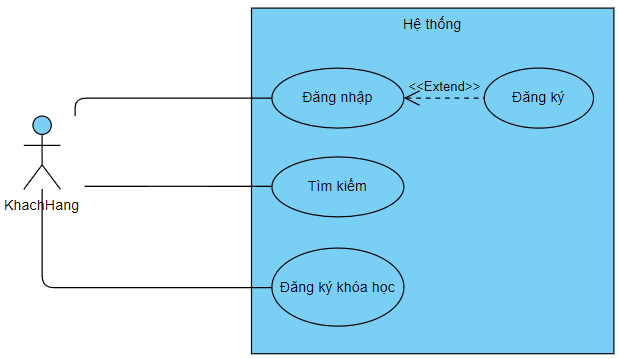 Hệ thống
Đăng nhập
<<Extend>>
Đăng ký
Tìm kiếm
KhachHang
Đăng ký khóa học